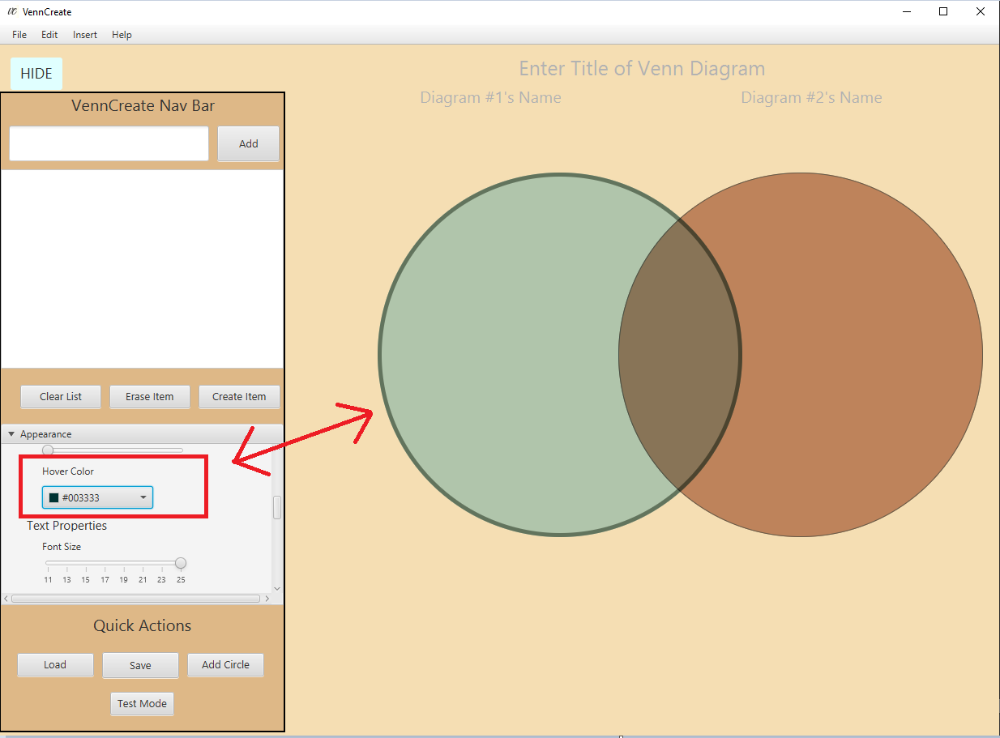 VC VennCreate
File Edit Insert Help
HIDE
Enter Title of Venn Diagram
Diagram #1's Name Diagram #2's Name
VennCreate Nav Bar
Add
Clear List Erase Item Create Item
Appearance
Hover Color
#003333
Text Properties
Font Size
11 13 15 17 19 21 23 25
Quick Actions
Load Save Add Circle
Test Mode